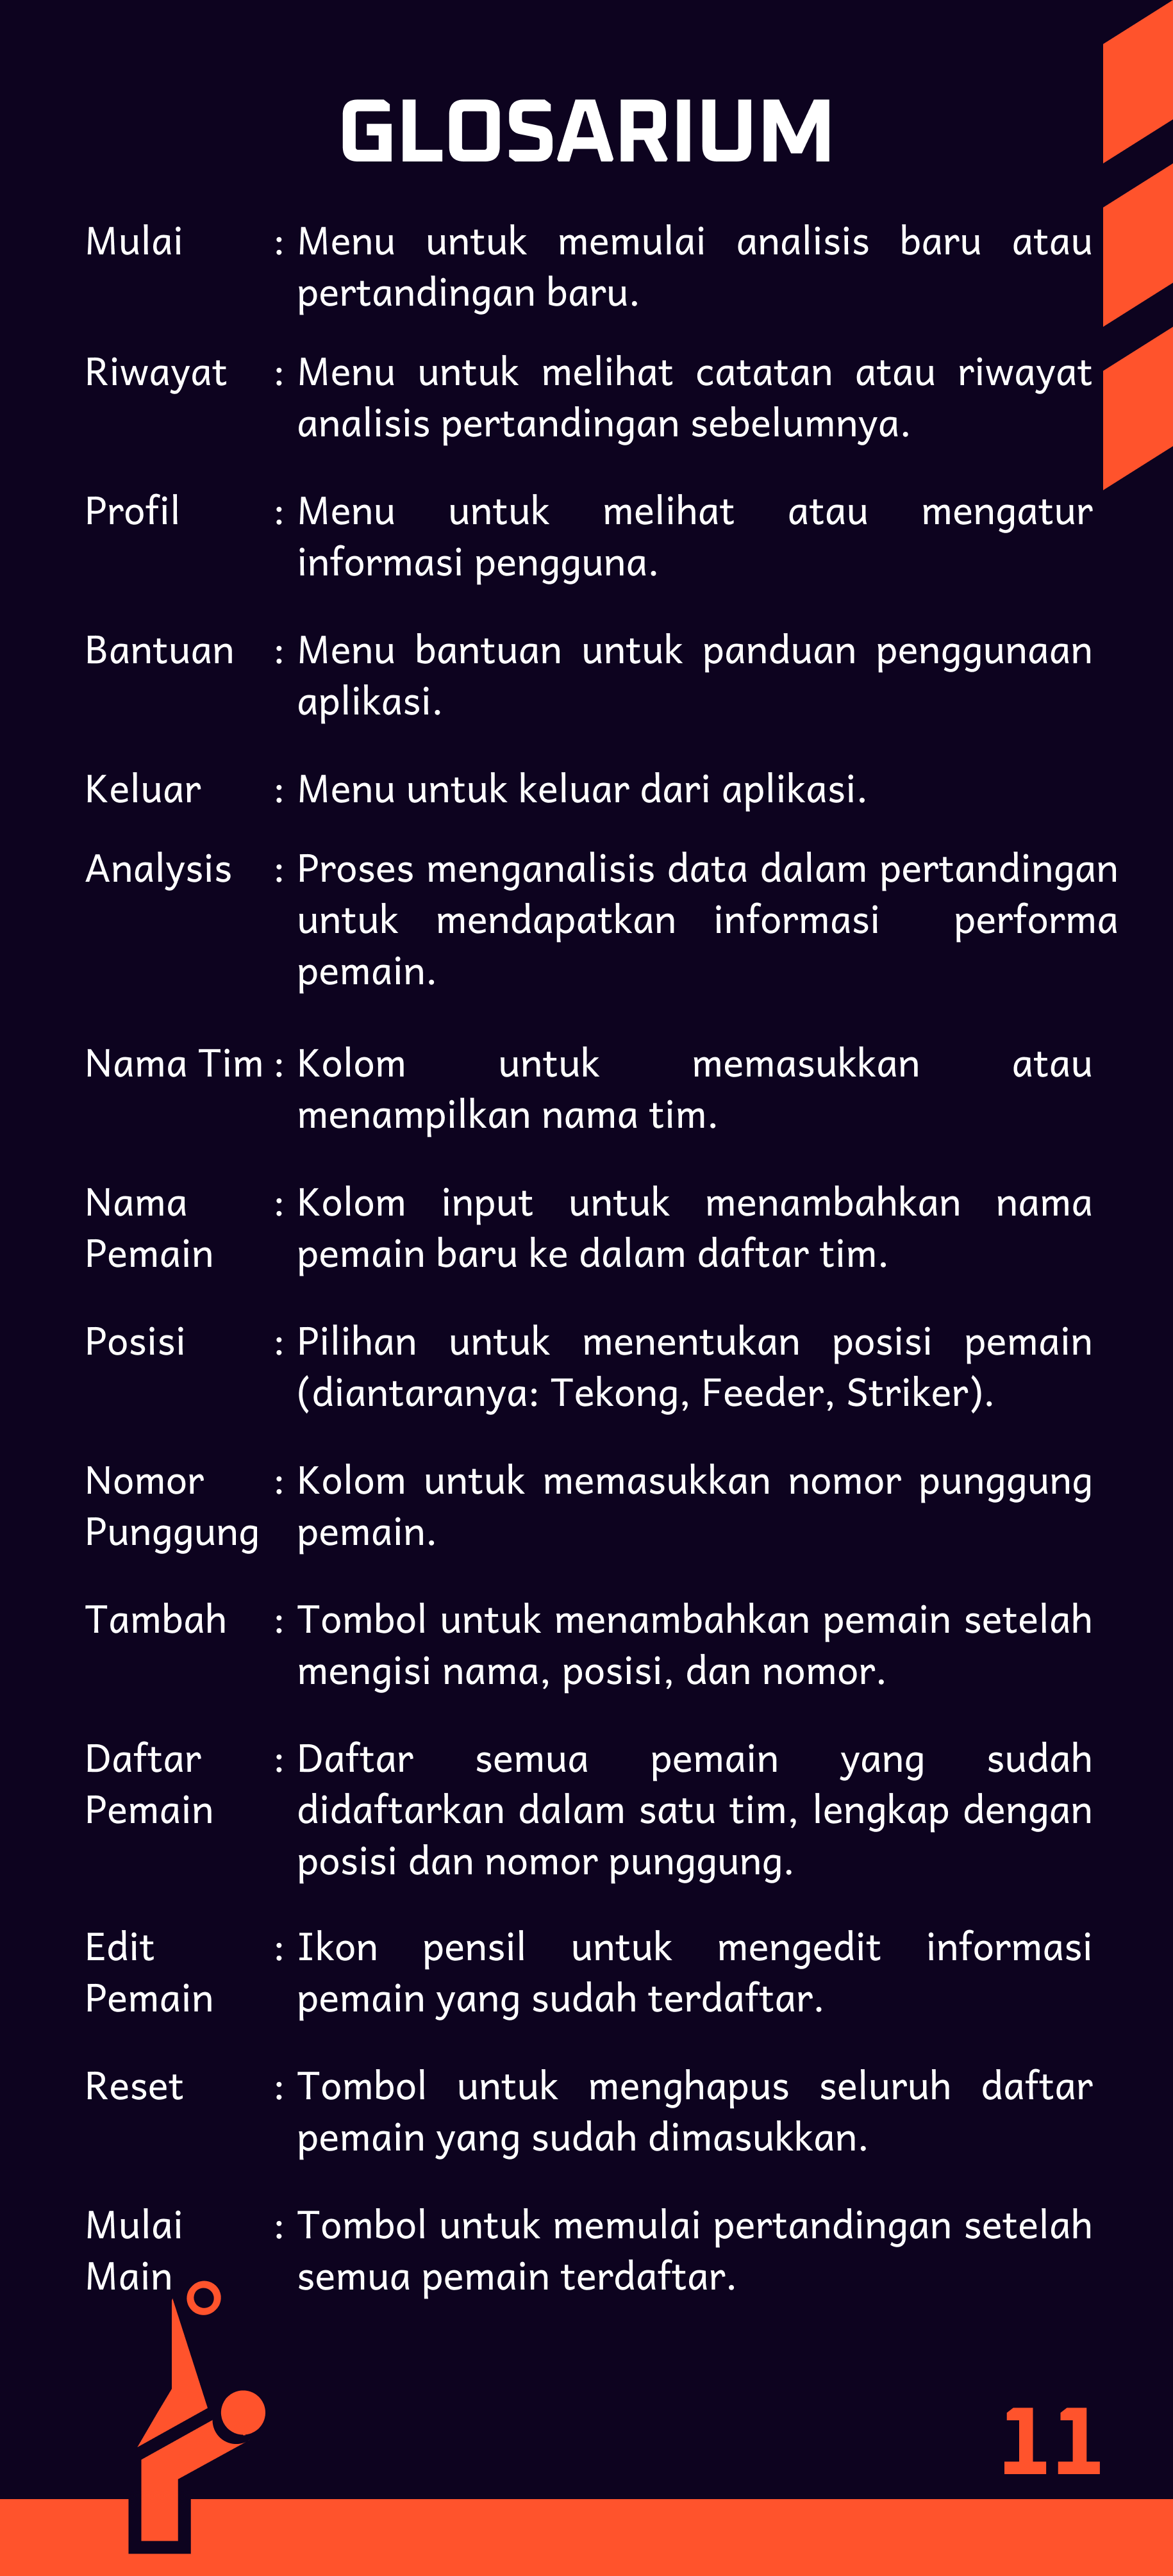 GLOSARIUM
Mulai : Menu untuk memulai analisis baru atau
pertandingan baru.
Riwayat : Menu untuk melihat catatan atau riwayat
analisis pertandingan sebelumnya.
Profil : Menu untuk melihat atau mengatur
informasi pengguna.
Bantuan : Menu bantuan untuk panduan penggunaan
aplikasi.
Keluar : Menu untuk keluar dari aplikasi.
Analysis : Proses menganalisis data dalam pertandingan
untuk mendapatkan informasi performa
pemain.
Nama Tim : Kolom untuk memasukkan atau
menampilkan nama tim.
Nama : Kolom input untuk menambahkan nama
Pemain pemain baru ke dalam daftar tim.
Posisi : Pilihan untuk menentukan posisi pemain
(diantaranya: Tekong, Feeder, Striker).
Nomor : Kolom untuk memasukkan nomor punggung
Punggung pemain.
Tambah : Tombol untuk menambahkan pemain setelah
mengisi nama, posisi, dan nomor.
Daftar : Daftar semua pemain yang sudah
Pemain didaftarkan dalam satu tim, lengkap dengan
posisi dan nomor punggung.
Edit : Ikon pensil untuk mengedit informasi
Pemain pemain yang sudah terdaftar.
Reset : Tombol untuk menghapus seluruh daftar
pemain yang sudah dimasukkan.
Mulai : Tombol untuk memulai pertandingan setelah
Main semua pemain terdaftar.
11